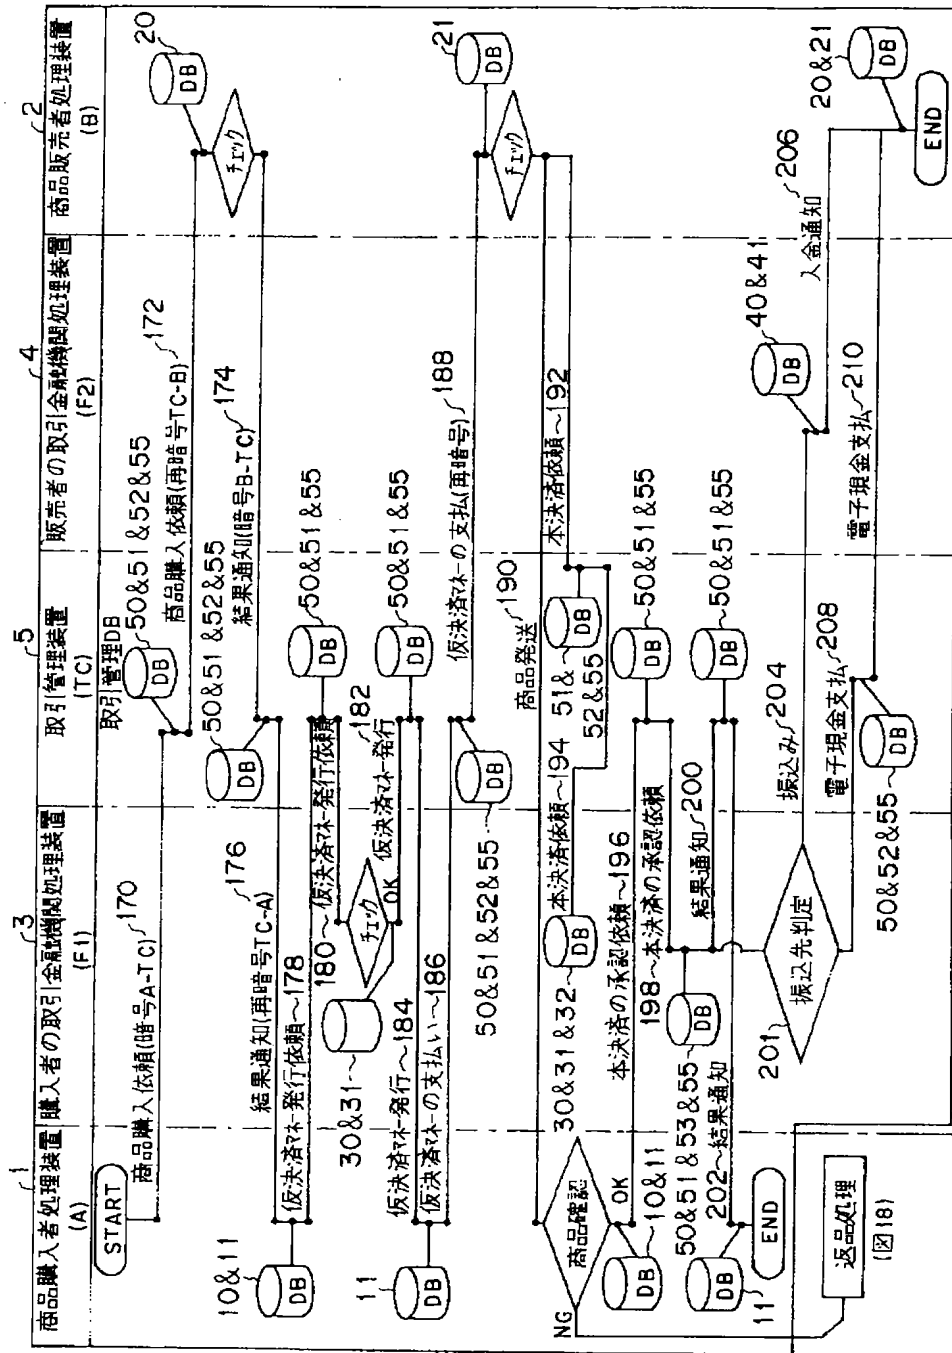 1
商品購入者処理装置
(A)
3
購入者の取引金融機関処理装置
(F1)
5
取引管理装置
(TC)
4
販売者の取引金融機関処理装置
(F2)
2
商品販売者処理装置
(B)
START
商品購入依頼(暗号A-TC)
170
取引管理DB
DB
50&51&52&55
商品購入依頼(再暗号TC-B)
172
DB
20
チェック
結果通知(暗号B-TC)
174
50&51&52&55
DB
結果通知(再暗号TC-A)
176
10&11
DB
仮決済マネー発行依頼
178
180
仮決済マネー発行依頼
DB
50&51&55
チェック
30&31
OK
182
仮決済マネー発行
DB
50&51&55
仮決済マネー発行
184
11
DB
仮決済マネーの支払い
186
DB
50&51&52&55
仮決済マネーの支払(再暗号)
188
DB
21
チェック
商品発送
190
本決済依頼
192
51&
52&55
DB
本決済依頼
194
30&31&32
DB
商品確認
NG
OK
DB
10&11
本決済の承認依頼
196
DB
50&51&55
198
本決済の承認依頼
50&51&53&55
DB
結果通知
200
DB
50&51&55
202
結果通知
DB
11
END
201
振込先判定
振込み
204
DB
40&41
入金通知
206
電子現金支払
208
DB
50&52&55
電子現金支払
210
DB
20&21
END
返品処理
(図18)